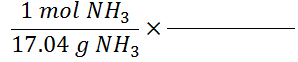 1 mol NH₃
17.04 g NH₃ ×